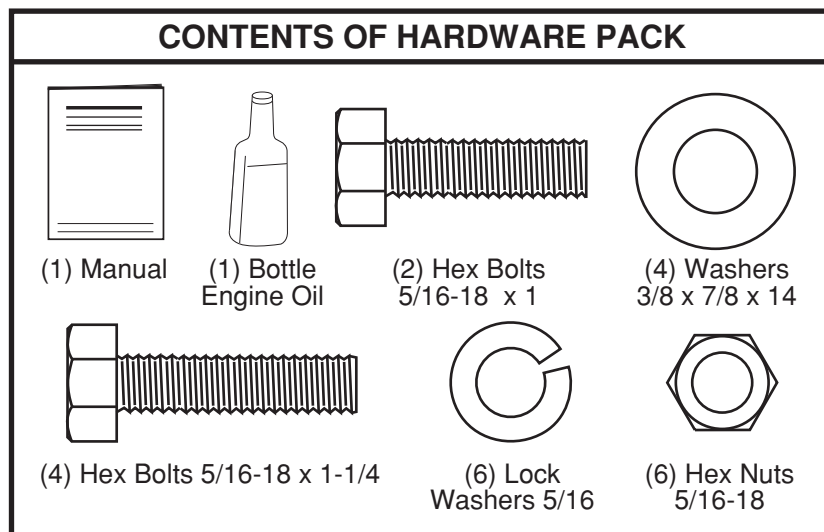 CONTENTS OF HARDWARE PACK
(1) Manual
(1) Bottle
Engine Oil
(2) Hex Bolts
5/16-18 x 1
(4) Washers
3/8 x 7/8 x 14
(4) Hex Bolts 5/16-18 x 1-1/4
(6) Lock
Washers 5/16
(6) Hex Nuts
5/16-18